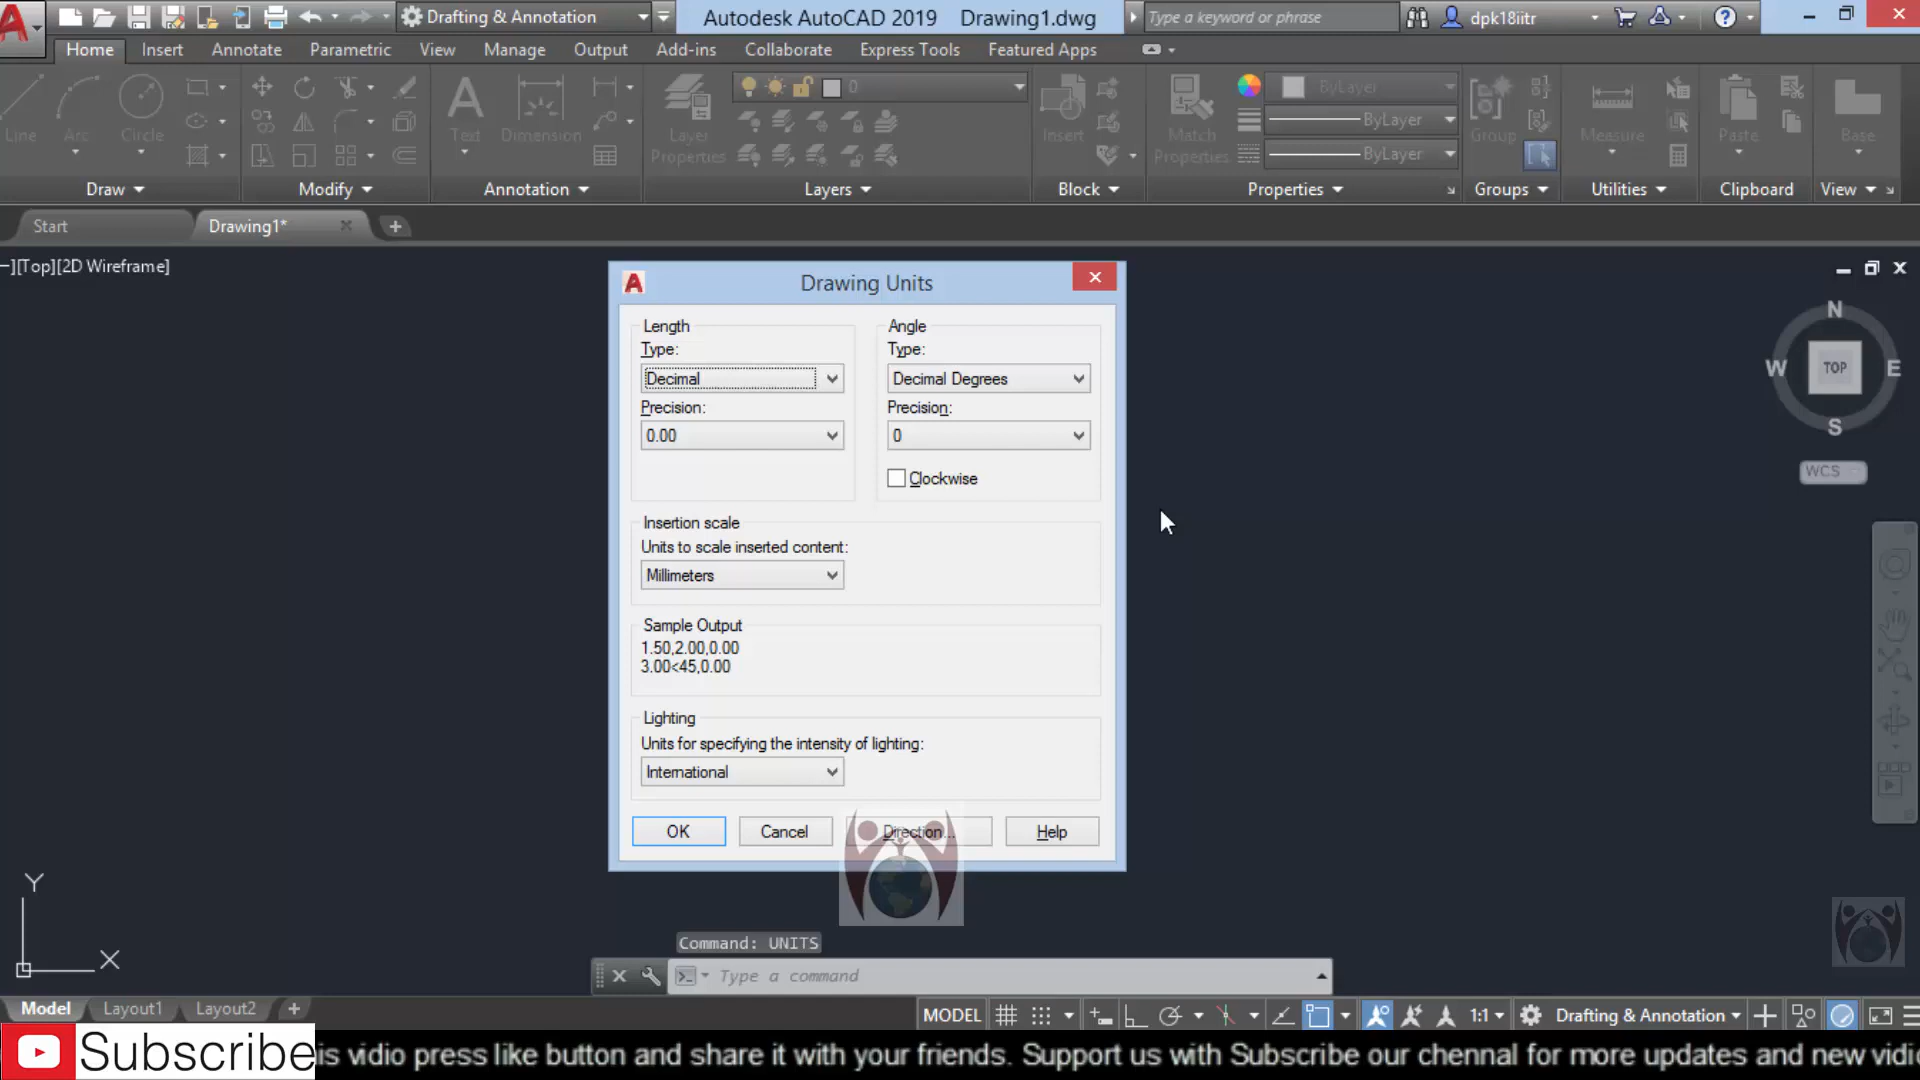 Drafting & Annotation
Autodesk AutoCAD 2019 Drawing1.dwg
Type a keyword or phrase
dpk18iitr
Home Insert Annotate Parametric View Manage Output Add-ins Collaborate Express Tools Featured Apps
0
ByLayer
Line Arc Circle
Text Dimension
Layer
Properties
Insert
Match
Properties
ByLayer
ByLayer
Group
Measure
Paste
Base
Draw Modify Annotation Layers Block Properties Groups Utilities Clipboard View
Start Drawing1*
][Top][2D Wireframe]
Drawing Units
Length
Type:
Decimal
Precision:
0.00
Angle
Type:
Decimal Degrees
Precision:
0
Clockwise
Insertion scale
Units to scale inserted content:
Millimeters
Sample Output
1.50,2.00,0.00
3.00<45,0.00
Lighting
Units for specifying the intensity of lighting:
International
OK Cancel Direction... Help
N
W TOP E
S
WCS
Y
X
Command: UNITS
Type a command
Model Layout1 Layout2
MODEL 1:1 Drafting & Annotation
Subscribe is vidio press like button and share it with your friends. Support us with Subscribe our chennal for more updates and new vidio